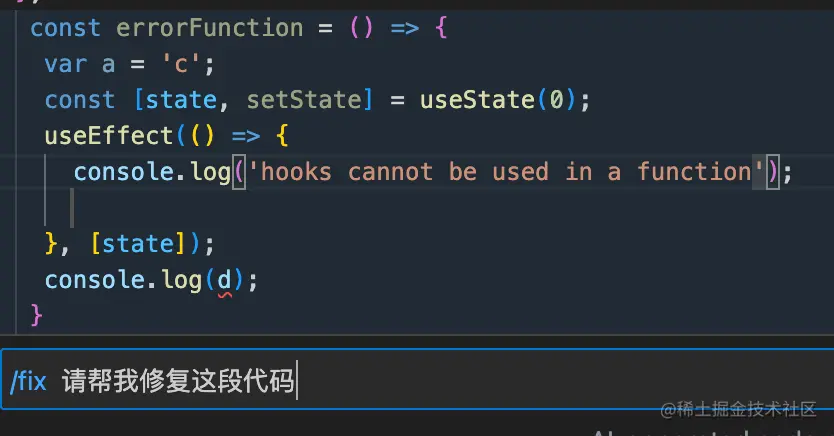 const errorFunction = () => {
var a = 'c';
const [state, setState] = useState(0);
useEffect(() => {
console.log('hooks cannot be used in a function');
}, [state]);
console.log(d);
}
/fix 请帮我修复这段代码
@稀土掘金技术社区